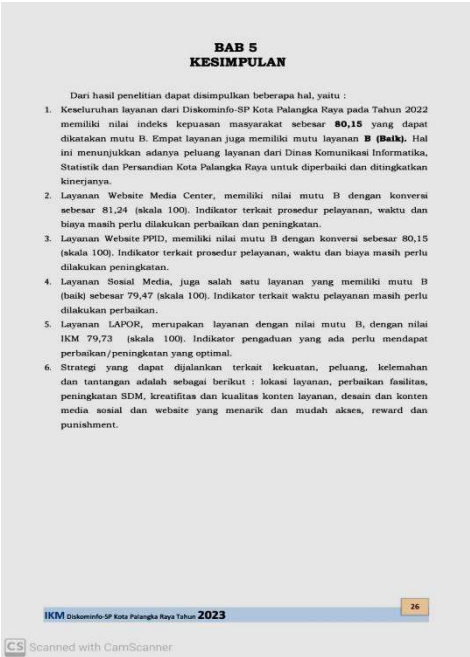 BAB 5
KESIMPULAN
Dari hasil penelitian dapat disimpulkan beberapa hal, yaitu :
1. Keseluruhan layanan dari Diskominfo-SP Kota Palangka Raya pada Tahun 2022
memiliki nilai indeks kepuasan masyarakat sebesar 80,15 yang dapat
dikatakan mutu B. Empat layanan juga memiliki mutu layanan B (Baik). Hal
ini menunjukkan adanya peluang layanan dari Dinas Komunikasi Informatika,
Statistik dan Persandian Kota Palangka Raya untuk diperbaiki dan ditingkatkan
kinerjanya.
2. Layanan Website Media Center, memiliki nilai mutu B dengan konversi
sebesar 81,24 (skala 100). Indikator terkait prosedur pelayanan, waktu dan
biaya masih perlu dilakukan perbaikan dan peningkatan.
3. Layanan Website PPID, memiliki nilai mutu B dengan konversi sebesar 80,15
(skala 100). Indikator terkait prosedur pelayanan, waktu dan biaya masih perlu
dilakukan peningkatan.
4. Layanan Sosial Media, juga salah satu layanan yang memiliki mutu B
(baik) sebesar 79,47 (skala 100). Indikator terkait waktu pelayanan masih perlu
dilakukan perbaikan.
5. Layanan LAPOR, merupakan layanan dengan nilai mutu B, dengan nilai
IKM 79,73 (skala 100). Indikator pengaduan yang ada perlu mendapat
perbaikan/peningkatan yang optimal.
6. Strategi yang dapat dijalankan terkait kekuatan, peluang, kelemahan
dan tantangan adalah sebagai berikut : lokasi layanan, perbaikan fasilitas,
peningkatan SDM, kreatifitas dan kualitas konten layanan, desain dan konten
media sosial dan website yang menarik dan mudah akses, reward dan
punishment.
26
IKM Diskominfo-SP Kota Palangka Raya Tahun 2023
CS Scanned with CamScanner